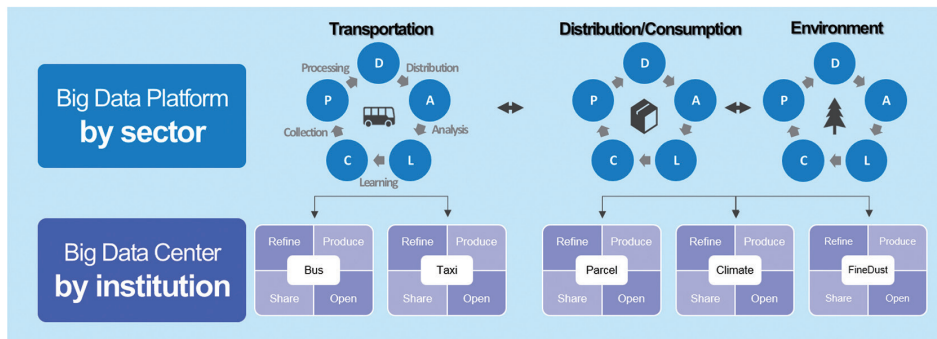 Transportation
Distribution/Consumption
Environment
Big Data Platform
by sector
D
Processing
Distribution
P
A
Collection
Analysis
C
L
Learning
D
P
A
C
L
D
P
A
C
L
Big Data Center
by institution
Refine
Produce
Bus
Share
Open
Refine
Produce
Taxi
Share
Open
Refine
Produce
Parcel
Share
Open
Refine
Produce
Climate
Share
Open
Refine
Produce
FineDust
Share
Open